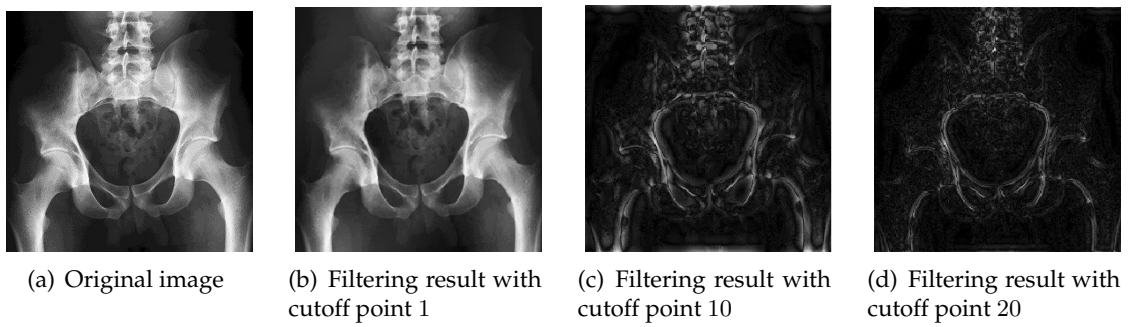 (a) Original image
(b) Filtering result with
cutoff point 1
(c) Filtering result with
cutoff point 10
(d) Filtering result with
cutoff point 20